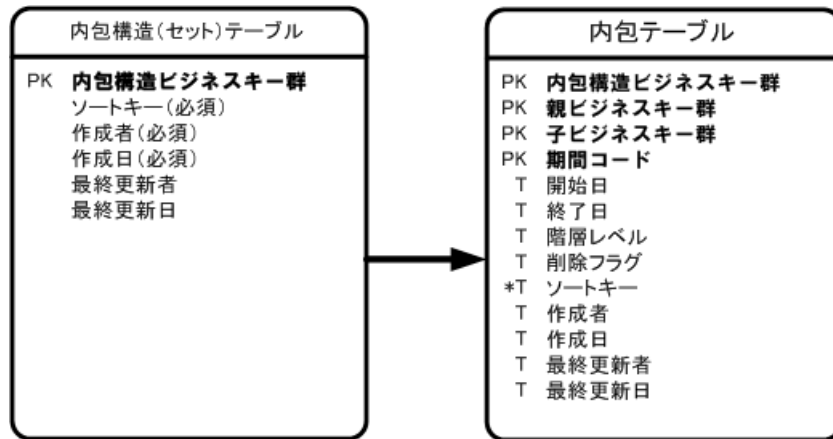 内包構造(セット)テーブル
PK 内包構造ビジネスキー群
ソートキー(必須)
作成者(必須)
作成日(必須)
最終更新者
最終更新日
内包テーブル
PK 内包構造ビジネスキー群
PK 親ビジネスキー群
PK 子ビジネスキー群
PK 期間コード
T 開始日
T 終了日
T 階層レベル
T 削除フラグ
*T ソートキー
T 作成者
T 作成日
T 最終更新者
T 最終更新日